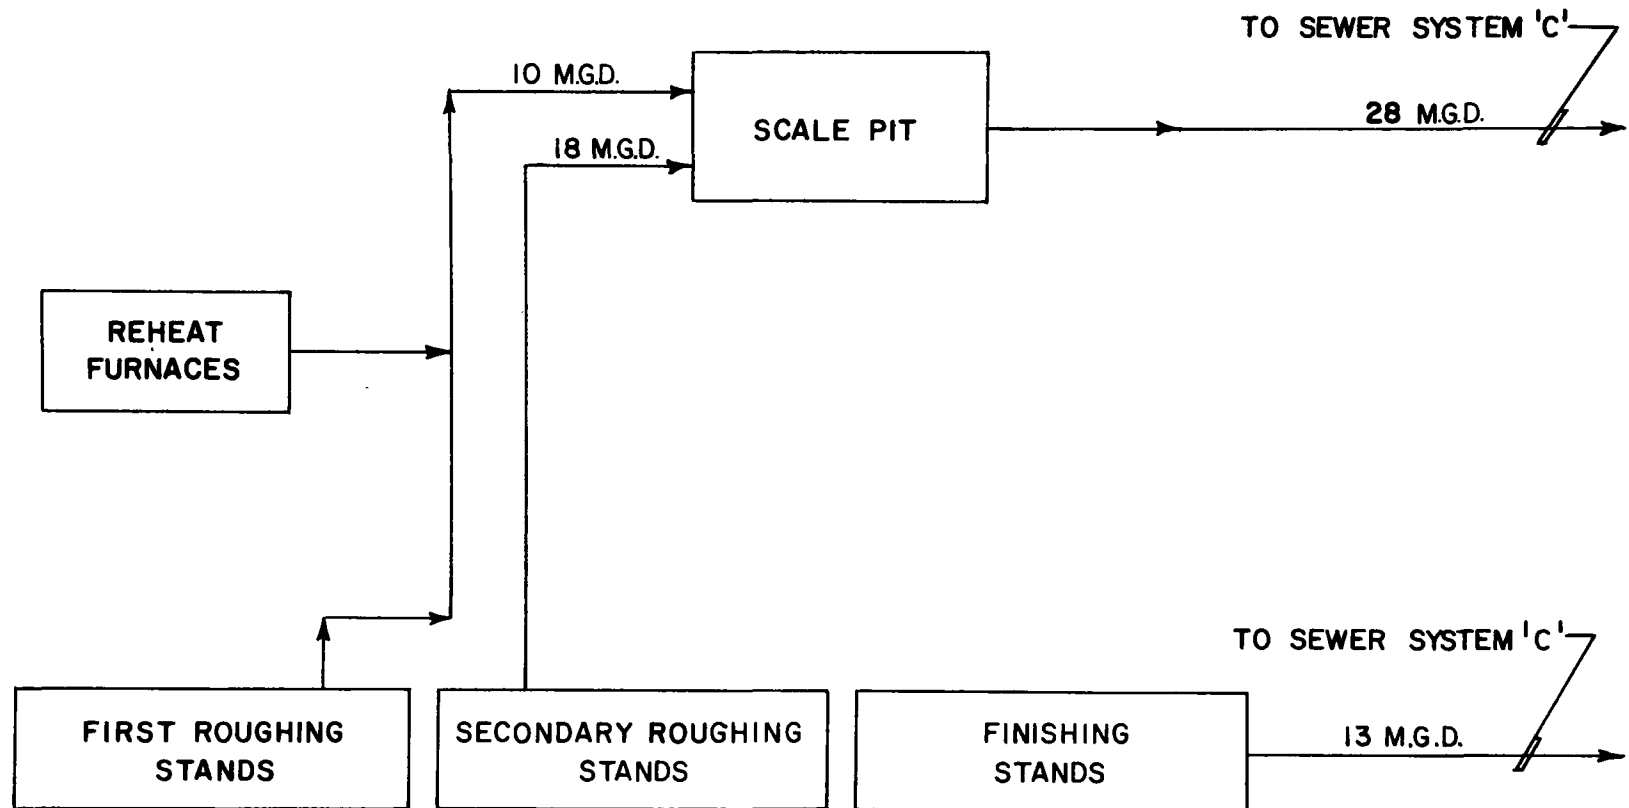 TO SEWER SYSTEM 'C'
10 M.G.D.
SCALE PIT
28 M.G.D.
18 M.G.D.
REHEAT
FURNACES
TO SEWER SYSTEM 'C'
FIRST ROUGHING
STANDS
SECONDARY ROUGHING
STANDS
FINISHING
STANDS
13 M.G.D.